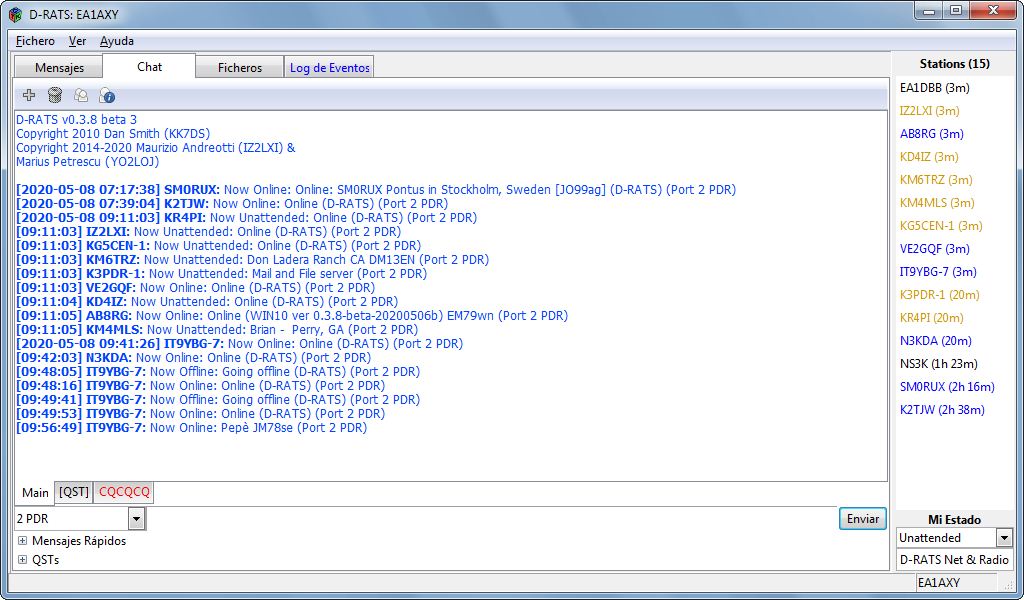 D-RATS: EA1AXY
Fichero Ver Ayuda
Mensajes Chat Ficheros Log de Eventos
D-RATS v0.3.8 beta 3
Copyright 2010 Dan Smith (KK7DS)
Copyright 2014-2020 Maurizio Andreotti (IZ2LXI) &
Marius Petrescu (YO2LOJ)
[2020-05-08 07:17:38] SM0RUX: Now Online: Online: SM0RUX Pontus in Stockholm, Sweden [JO99ag] (D-RATS) (Port 2 PDR)
[2020-05-08 07:39:04] K2TJW: Now Online: Online (D-RATS) (Port 2 PDR)
[2020-05-08 09:11:03] KR4PI: Now Unattended: Online (D-RATS) (Port 2 PDR)
[09:11:03] IZ2LXI: Now Unattended: Online (D-RATS) (Port 2 PDR)
[09:11:03] KG5CEN-1: Now Unattended: Online (D-RATS) (Port 2 PDR)
[09:11:03] KM6TRZ: Now Unattended: Don Ladera Ranch CA DM13EN (Port 2 PDR)
[09:11:03] K3PDR-1: Now Unattended: Mail and File server (Port 2 PDR)
[09:11:03] VE2GQF: Now Online: Online (D-RATS) (Port 2 PDR)
[09:11:04] KD4IZ: Now Unattended: Online (D-RATS) (Port 2 PDR)
[09:11:05] AB8RG: Now Online: Online (WIN10 ver 0.3.8-beta-20200506b) EM79wn (Port 2 PDR)
[09:11:05] KM4MLS: Now Unattended: Brian - Perry, GA (Port 2 PDR)
[2020-05-08 09:41:26] IT9YBG-7: Now Online: Online (D-RATS) (Port 2 PDR)
[09:42:03] N3KDA: Now Online: Online (D-RATS) (Port 2 PDR)
[09:48:05] IT9YBG-7: Now Offline: Going offline (D-RATS) (Port 2 PDR)
[09:48:16] IT9YBG-7: Now Online: Online (D-RATS) (Port 2 PDR)
[09:49:41] IT9YBG-7: Now Offline: Going offline (D-RATS) (Port 2 PDR)
[09:49:53] IT9YBG-7: Now Online: Online (D-RATS) (Port 2 PDR)
[09:56:49] IT9YBG-7: Now Online: Pepè JM78se (Port 2 PDR)
Main [QST] CQCQCQ
2 PDR
Enviar
Mensajes Rápidos
QSTs
Stations (15)
EA1DBB (3m)
IZ2LXI (3m)
AB8RG (3m)
KD4IZ (3m)
KM6TRZ (3m)
KM4MLS (3m)
KG5CEN-1 (3m)
VE2GQF (3m)
IT9YBG-7 (3m)
K3PDR-1 (20m)
KR4PI (20m)
N3KDA (20m)
NS3K (1h 23m)
SM0RUX (2h 16m)
K2TJW (2h 38m)
Mi Estado
Unattended
D-RATS Net & Radio
EA1AXY